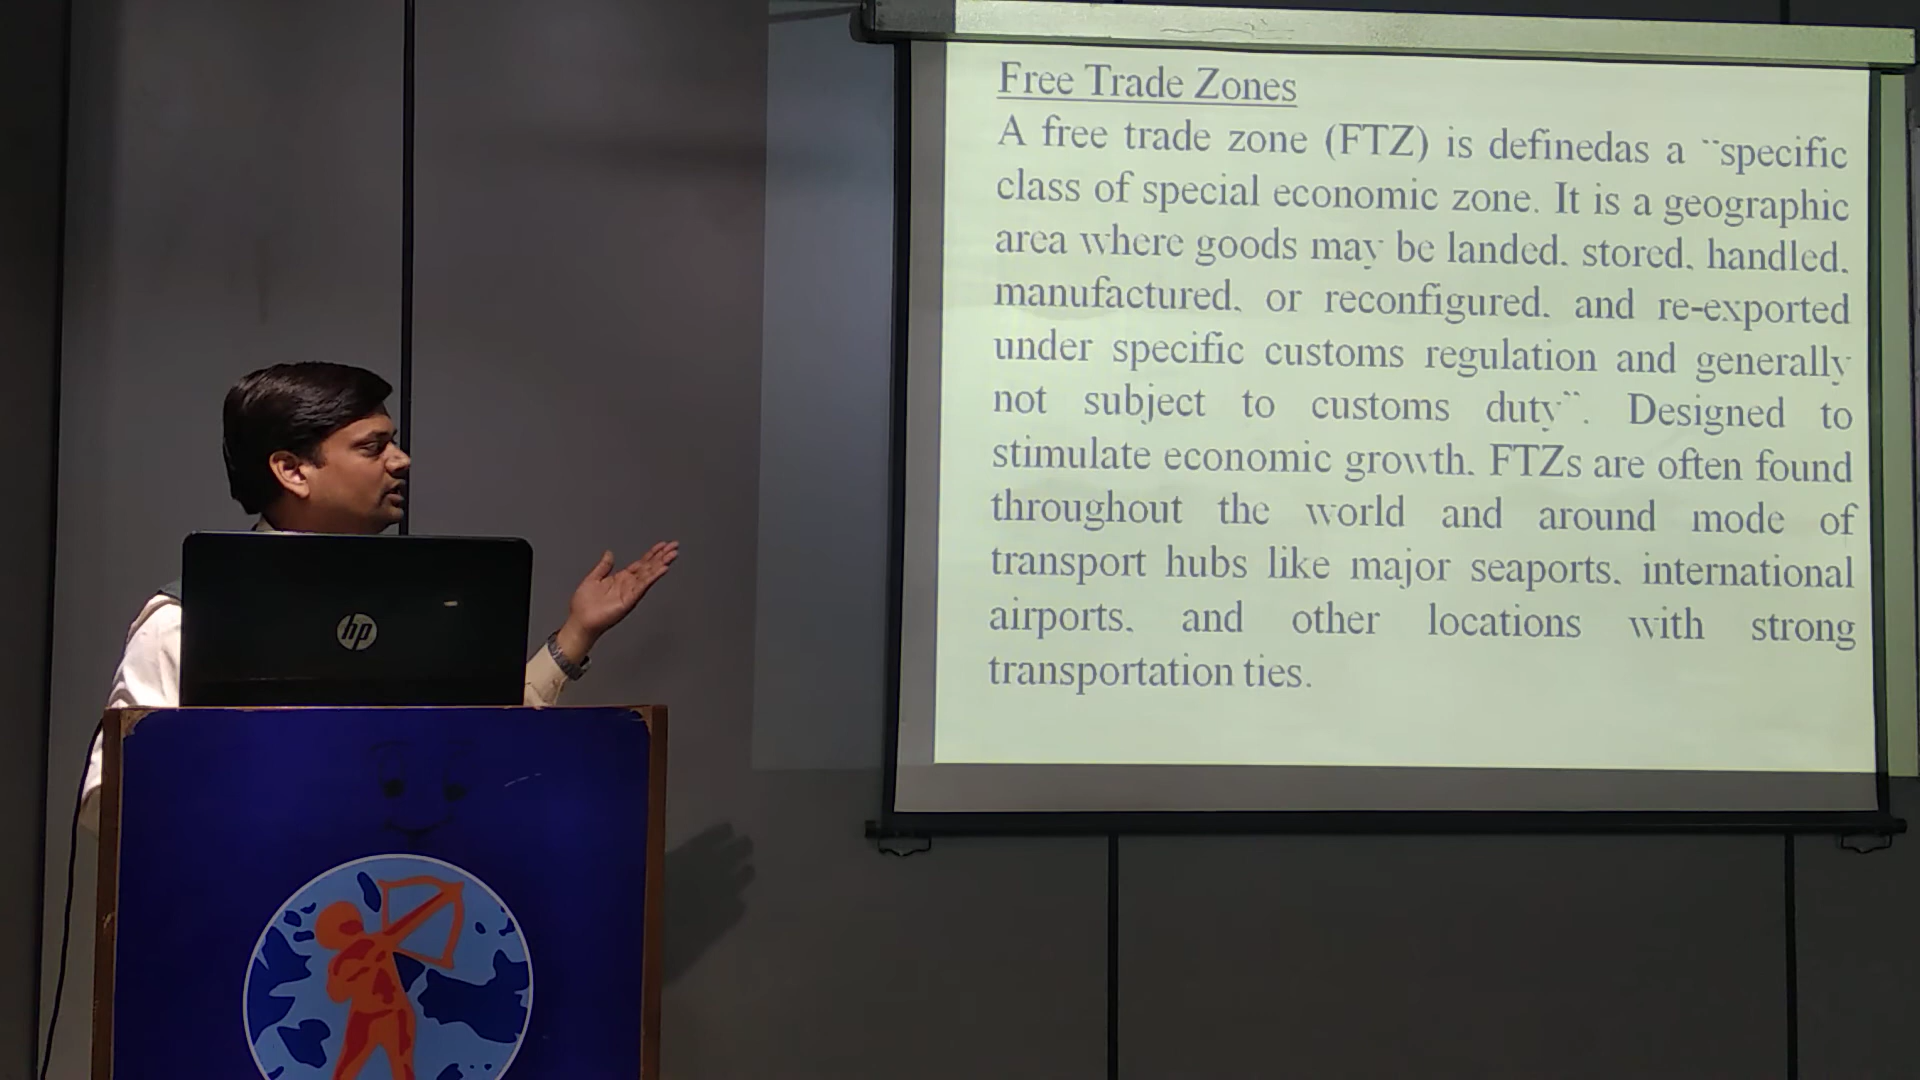 Free Trade Zones
A free trade zone (FTZ) is definedas a "specific
class of special economic zone. It is a geographic
area where goods may be landed, stored, handled,
manufactured, or reconfigured, and re-exported
under specific customs regulation and generally
not subject to customs duty". Designed to
stimulate economic growth, FTZs are often found
throughout the world and around mode of
transport hubs like major seaports, international
airports, and other locations with strong
transportation ties.
hp